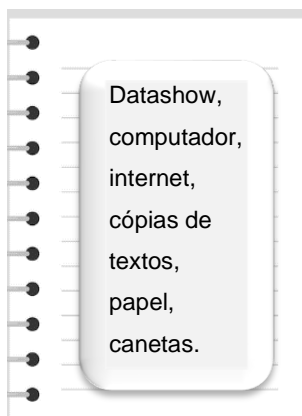 Datashow,
computador,
internet,
cópias de
textos,
papel,
canetas.